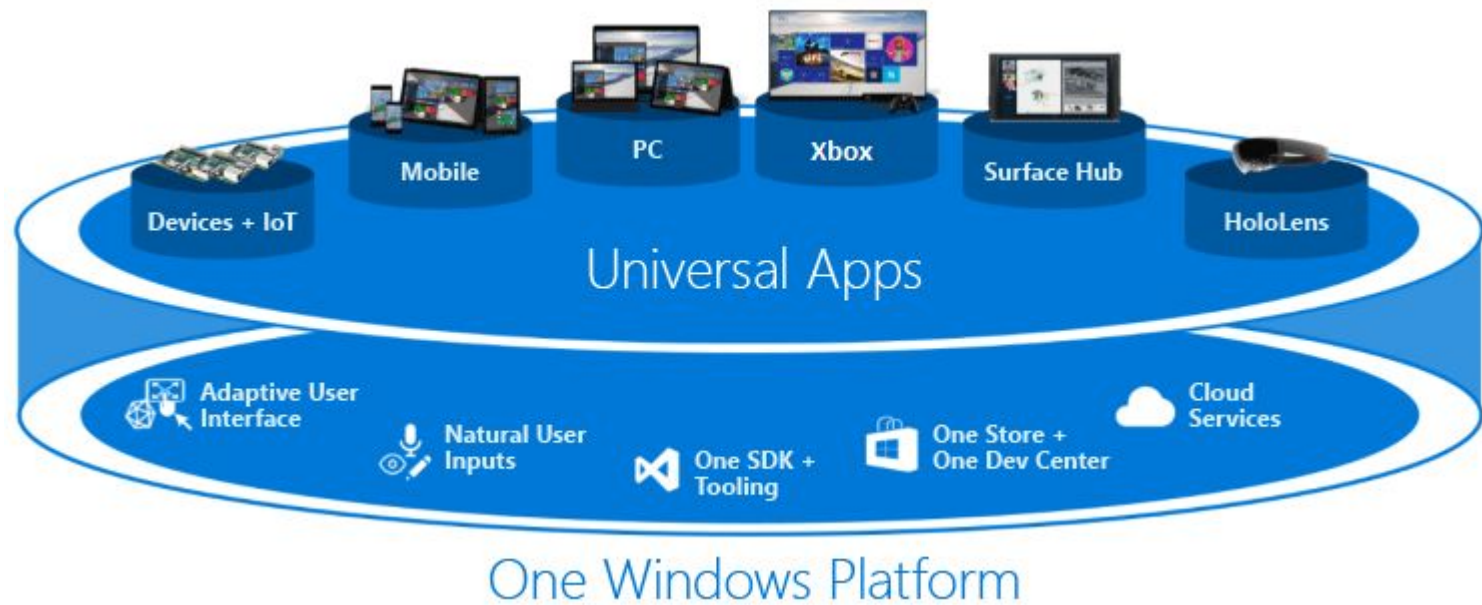 Devices + IoT
Mobile
PC
Xbox
Surface Hub
HoloLens
Universal Apps
Adaptive User
Interface
Natural User
Inputs
One SDK +
Tooling
One Store +
One Dev Center
Cloud
Services
One Windows Platform